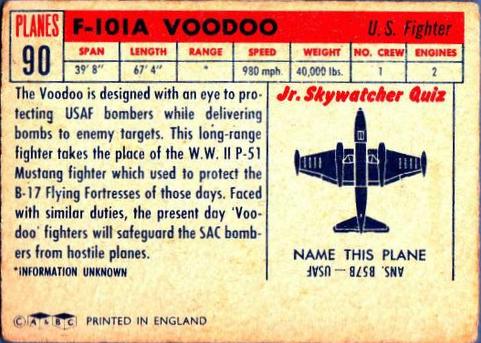 PLANES
90
F-101A VOODOO
U.S. Fighter
SPAN LENGTH RANGE SPEED WEIGHT NO. CREW ENGINES
39' 8" 67' 4" * 980 mph. 40,000 lbs. 1 2
The Voodoo is designed with an eye to pro-
tecting USAF bombers while delivering
bombs to enemy targets. This long-range
fighter takes the place of the W.W. II P-51
Mustang fighter which used to protect the
B-17 Flying Fortresses of those days. Faced
with similar duties, the present day 'Voo-
doo' fighters will safeguard the SAC bomb-
ers from hostile planes.
*INFORMATION UNKNOWN
Jr. Skywatcher Quiz
NAME THIS PLANE
ANS. B57B —
USAF
© A & BC PRINTED IN ENGLAND